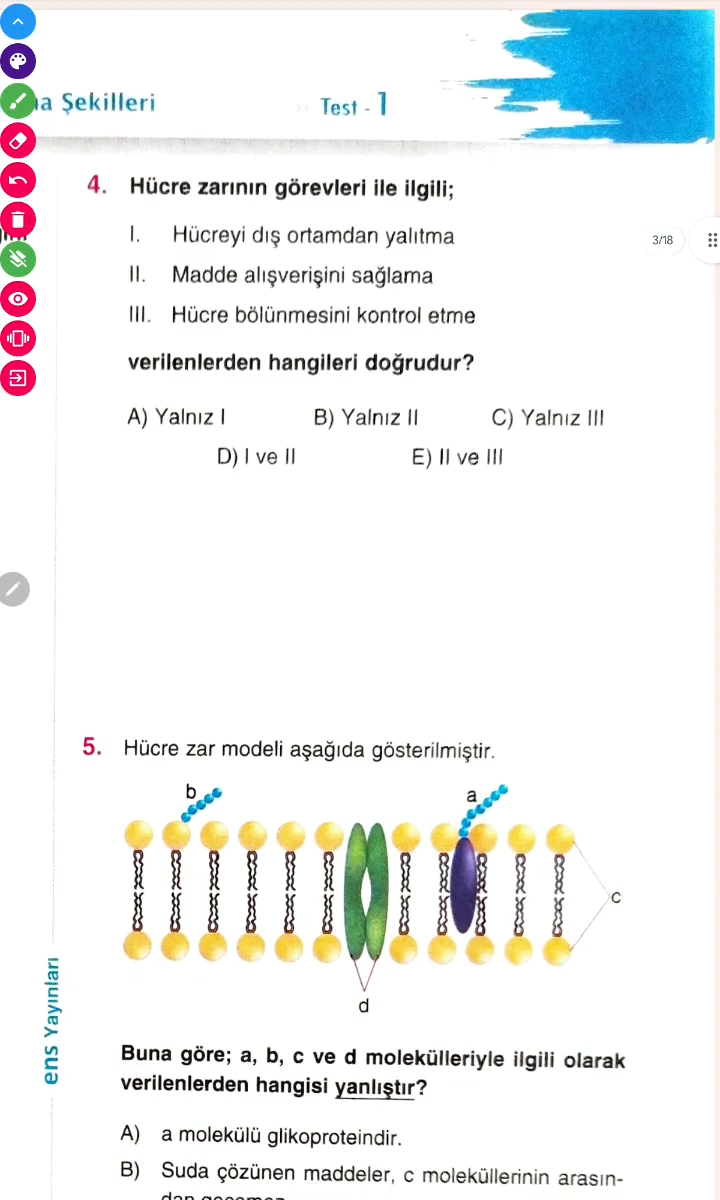 na Şekilleri
Test - 1
4. Hücre zarının görevleri ile ilgili;
I. Hücreyi dış ortamdan yalıtma
3/18
II. Madde alışverişini sağlama
III. Hücre bölünmesini kontrol etme
verilenlerden hangileri doğrudur?
A) Yalnız I B) Yalnız II C) Yalnız III
D) I ve II E) II ve III
5. Hücre zar modeli aşağıda gösterilmiştir.
b
a
c
d
ens Yayınları
Buna göre; a, b, c ve d molekülleriyle ilgili olarak
verilenlerden hangisi yanlıştır?
A) a molekülü glikoproteindir.
B) Suda çözünen maddeler, c moleküllerinin arasın-